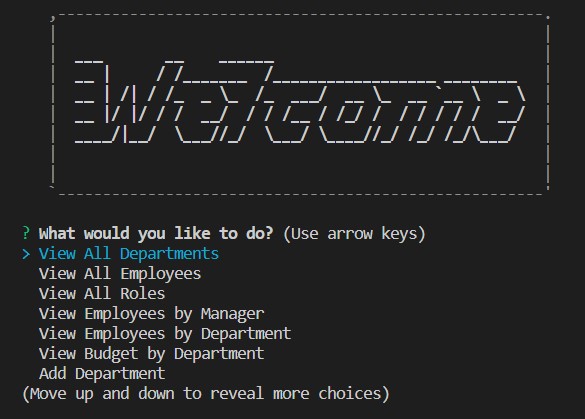 Welcome
? What would you like to do? (Use arrow keys)
> View All Departments
View All Employees
View All Roles
View Employees by Manager
View Employees by Department
View Budget by Department
Add Department
(Move up and down to reveal more choices)